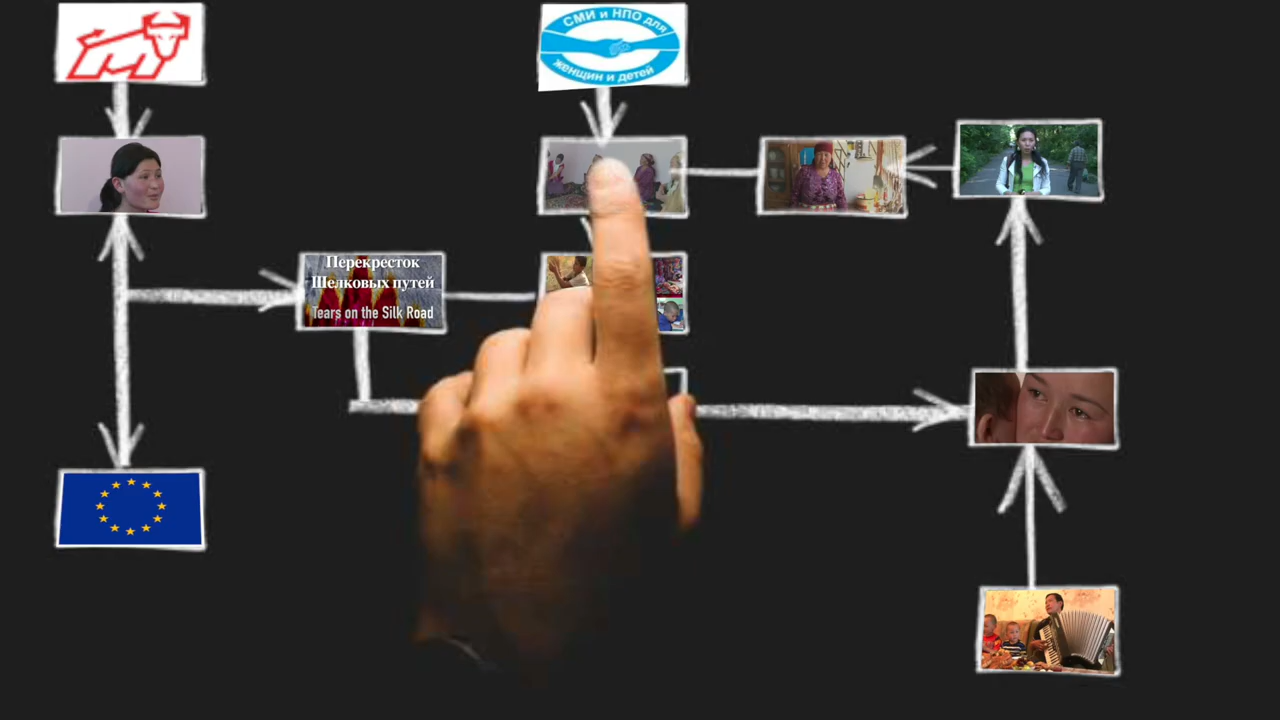 СМИ и НПО для
женщин и детей
Перекресток
Шелковых путей
Tears on the Silk Road